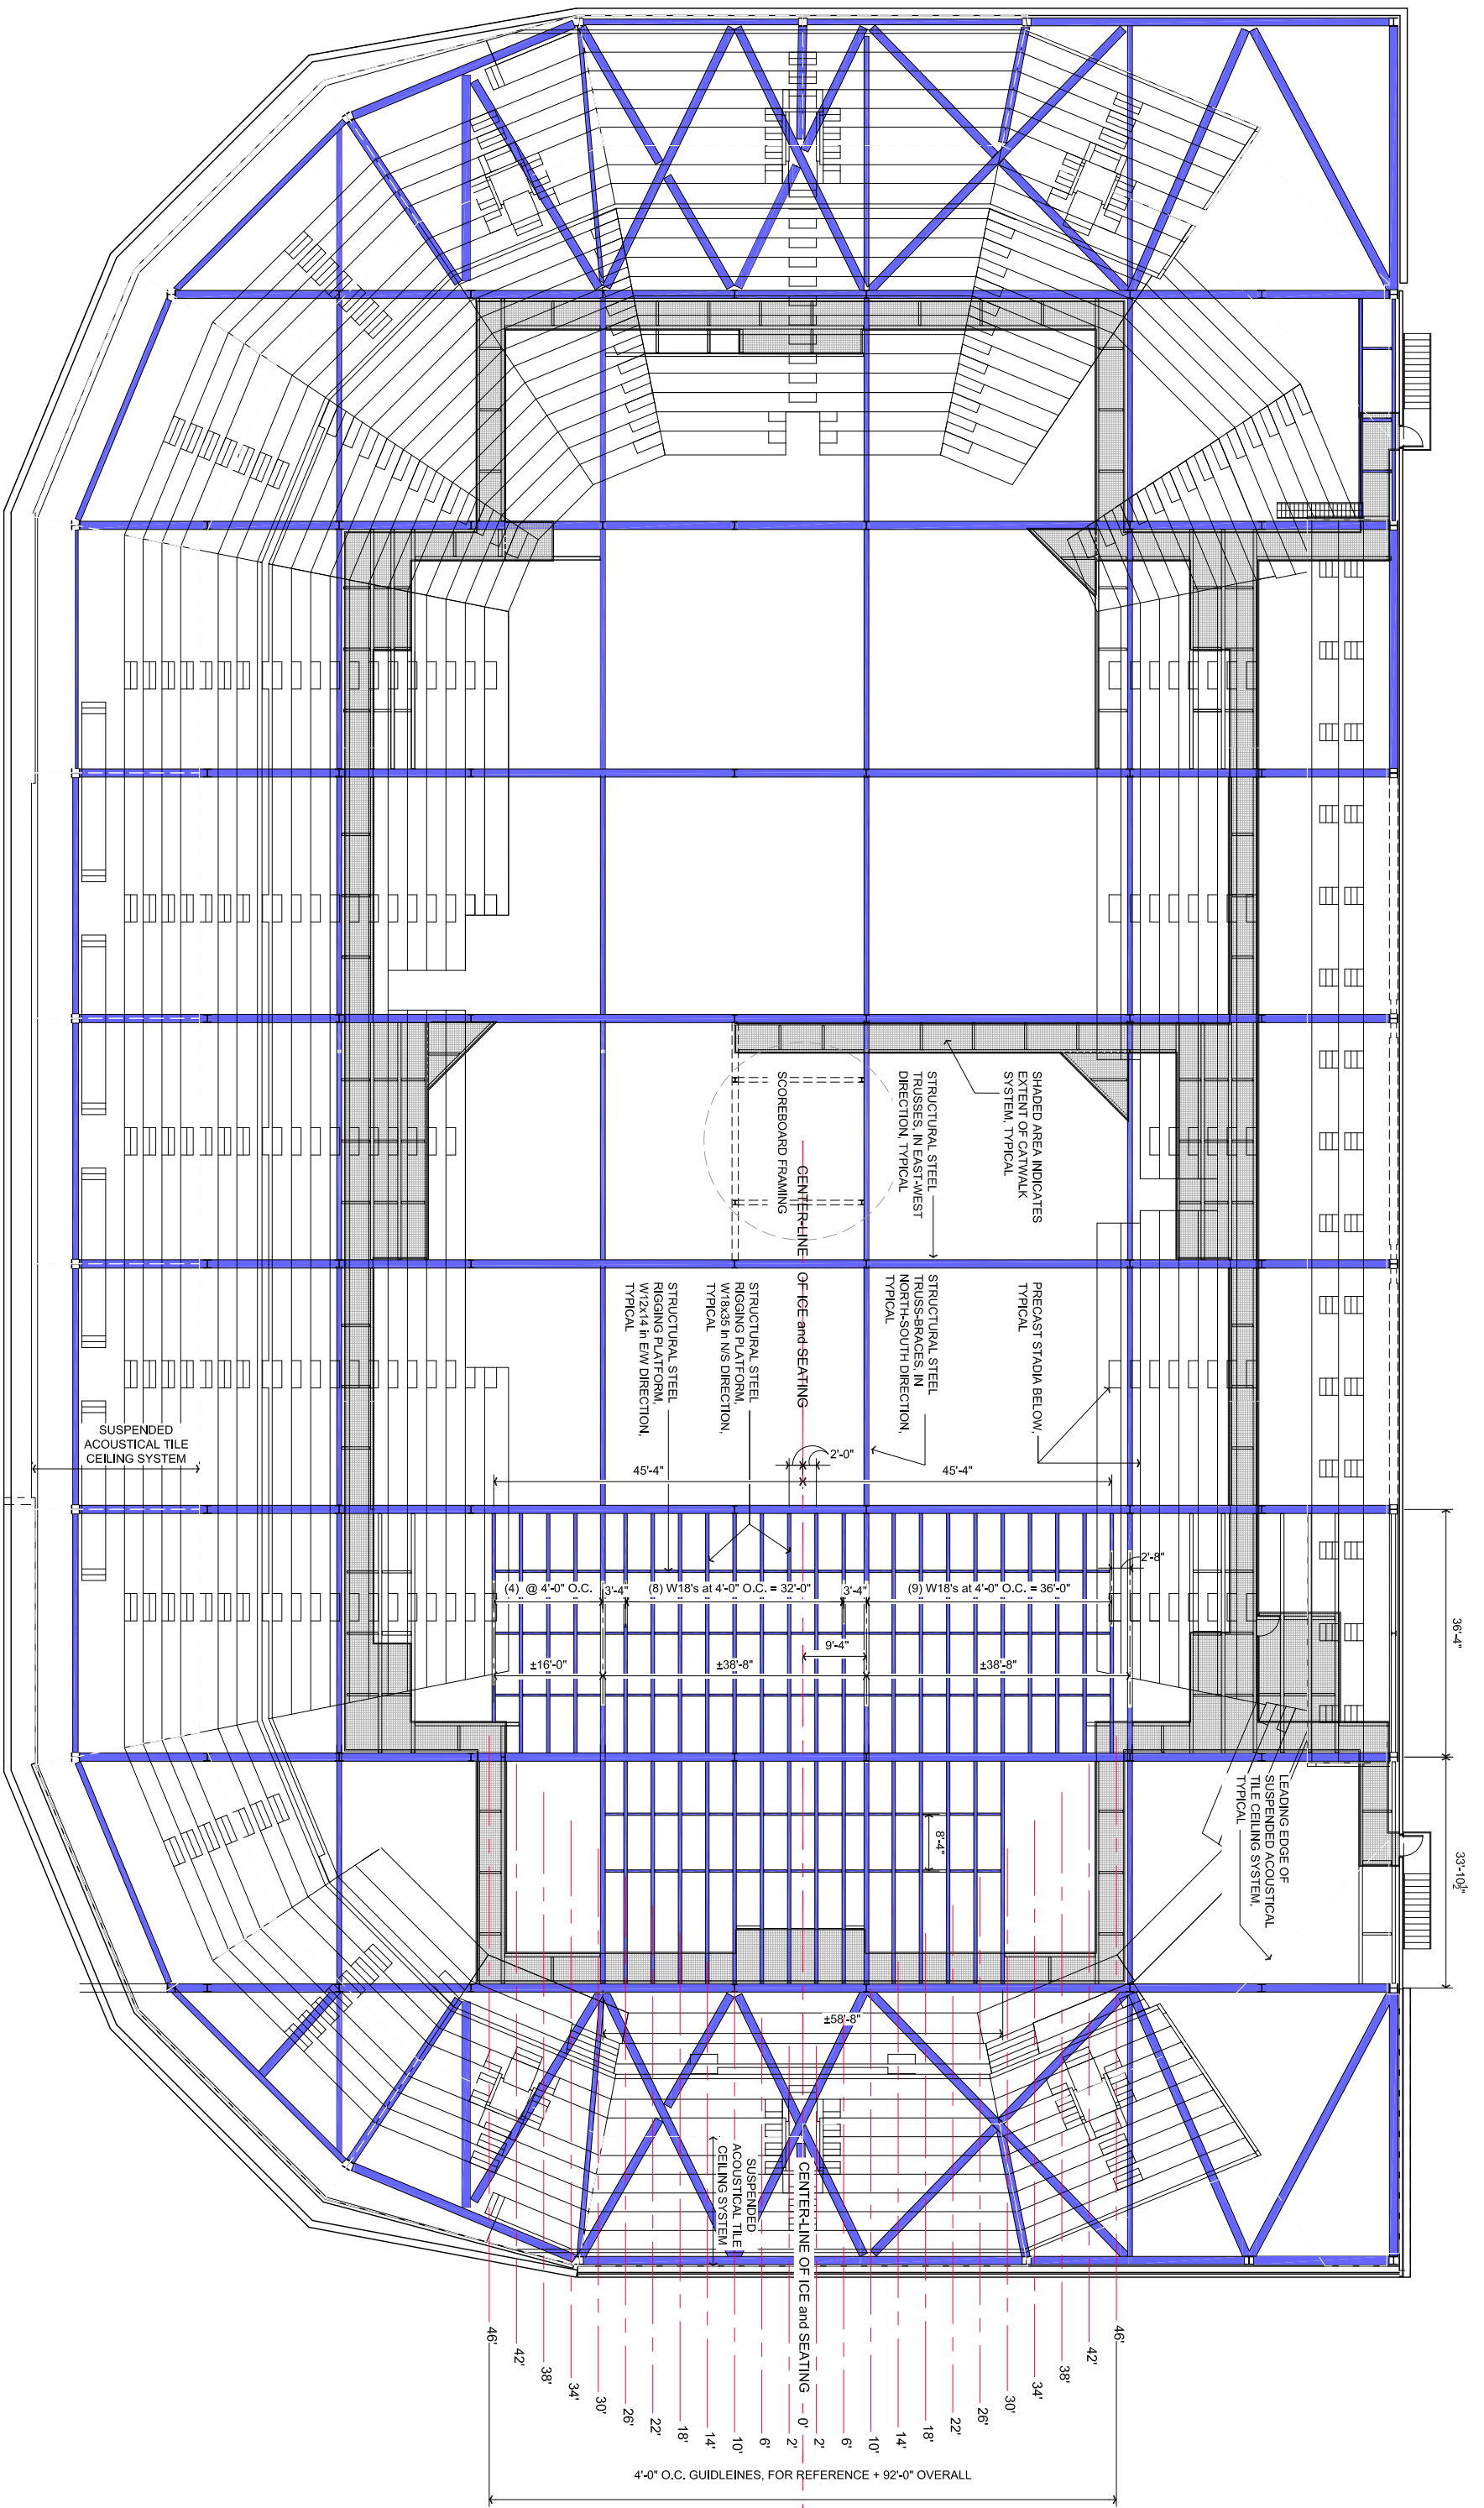 SHADED AREA INDICATES
EXTENT OF CATWALK
SYSTEM, TYPICAL
STRUCTURAL STEEL
TRUSSES, IN EAST-WEST
DIRECTION, TYPICAL
SCOREBOARD FRAMING
CENTER-LINE OF ICE and SEATING
PRECAST STADIA BELOW,
TYPICAL
STRUCTURAL STEEL
TRUSS-BRACES, IN
NORTH-SOUTH DIRECTION,
TYPICAL
STRUCTURAL STEEL
RIGGING PLATFORM,
W18x35 in N/S DIRECTION,
TYPICAL
STRUCTURAL STEEL
RIGGING PLATFORM,
W12x14 in E/W DIRECTION,
TYPICAL
SUSPENDED
ACOUSTICAL TILE
CEILING SYSTEM
2'-0"
45'-4"
45'-4"
2'-8"
(4) @ 4'-0" O.C.
3'-4"
(8) W18's at 4'-0" O.C. = 32'-0"
3'-4"
(9) W18's at 4'-0" O.C. = 36'-0"
9'-4"
±16'-0"
±38'-8"
±38'-8"
36'-4"
33'-10½"
LEADING EDGE OF
SUSPENDED ACOUSTICAL
TILE CEILING SYSTEM,
TYPICAL
8'-4"
±58'-8"
SUSPENDED
ACOUSTICAL TILE
CEILING SYSTEM
CENTER-LINE OF ICE and SEATING
46'
42'
38'
34'
30'
26'
22'
18'
14'
10'
6'
2'
0'
2'
6'
10'
14'
18'
22'
26'
30'
34'
38'
42'
46'
4'-0" O.C. GUIDLEINES, FOR REFERENCE + 92'-0" OVERALL